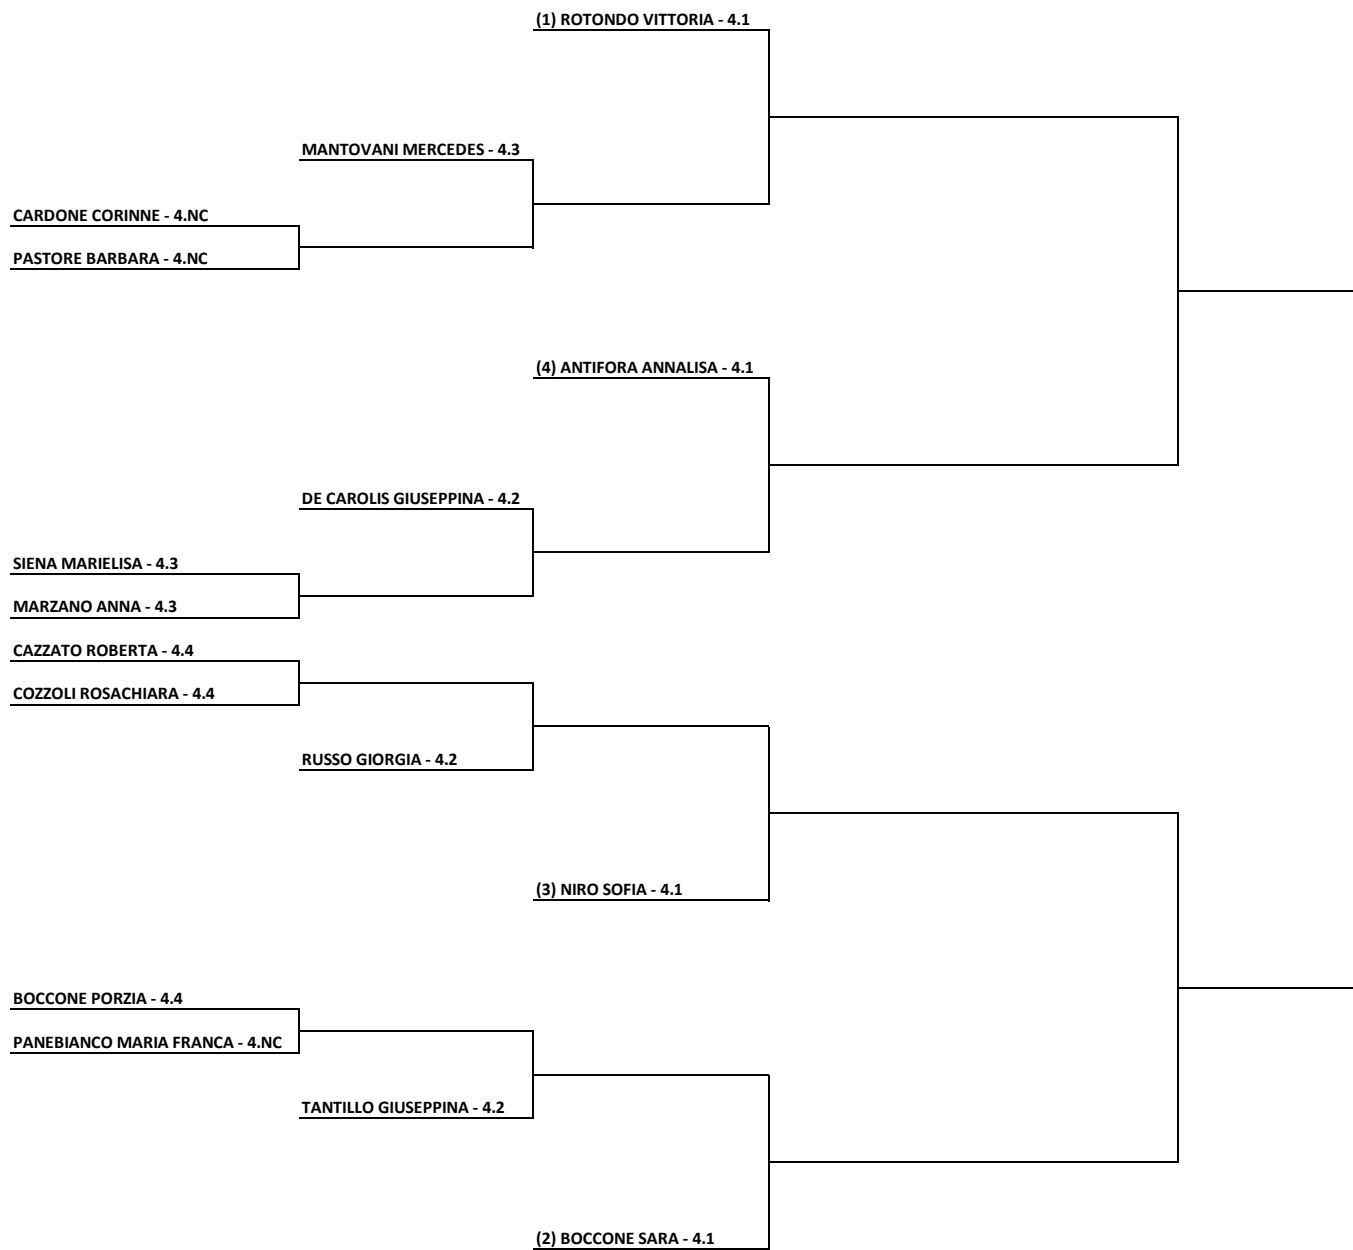 (1) ROTONDO VITTORIA - 4.1
MANTOVANI MERCEDES - 4.3
CARDONE CORINNE - 4.NC
PASTORE BARBARA - 4.NC
(4) ANTIFORA ANNALISA - 4.1
DE CAROLIS GIUSEPPINA - 4.2
SIENA MARIELISA - 4.3
MARZANO ANNA - 4.3
CAZZATO ROBERTA - 4.4
COZZOLI ROSACHIARA - 4.4
RUSSO GIORGIA - 4.2
(3) NIRO SOFIA - 4.1
BOCCONE PORZIA - 4.4
PANEBIANCO MARIA FRANCA - 4.NC
TANTILLO GIUSEPPINA - 4.2
(2) BOCCONE SARA - 4.1